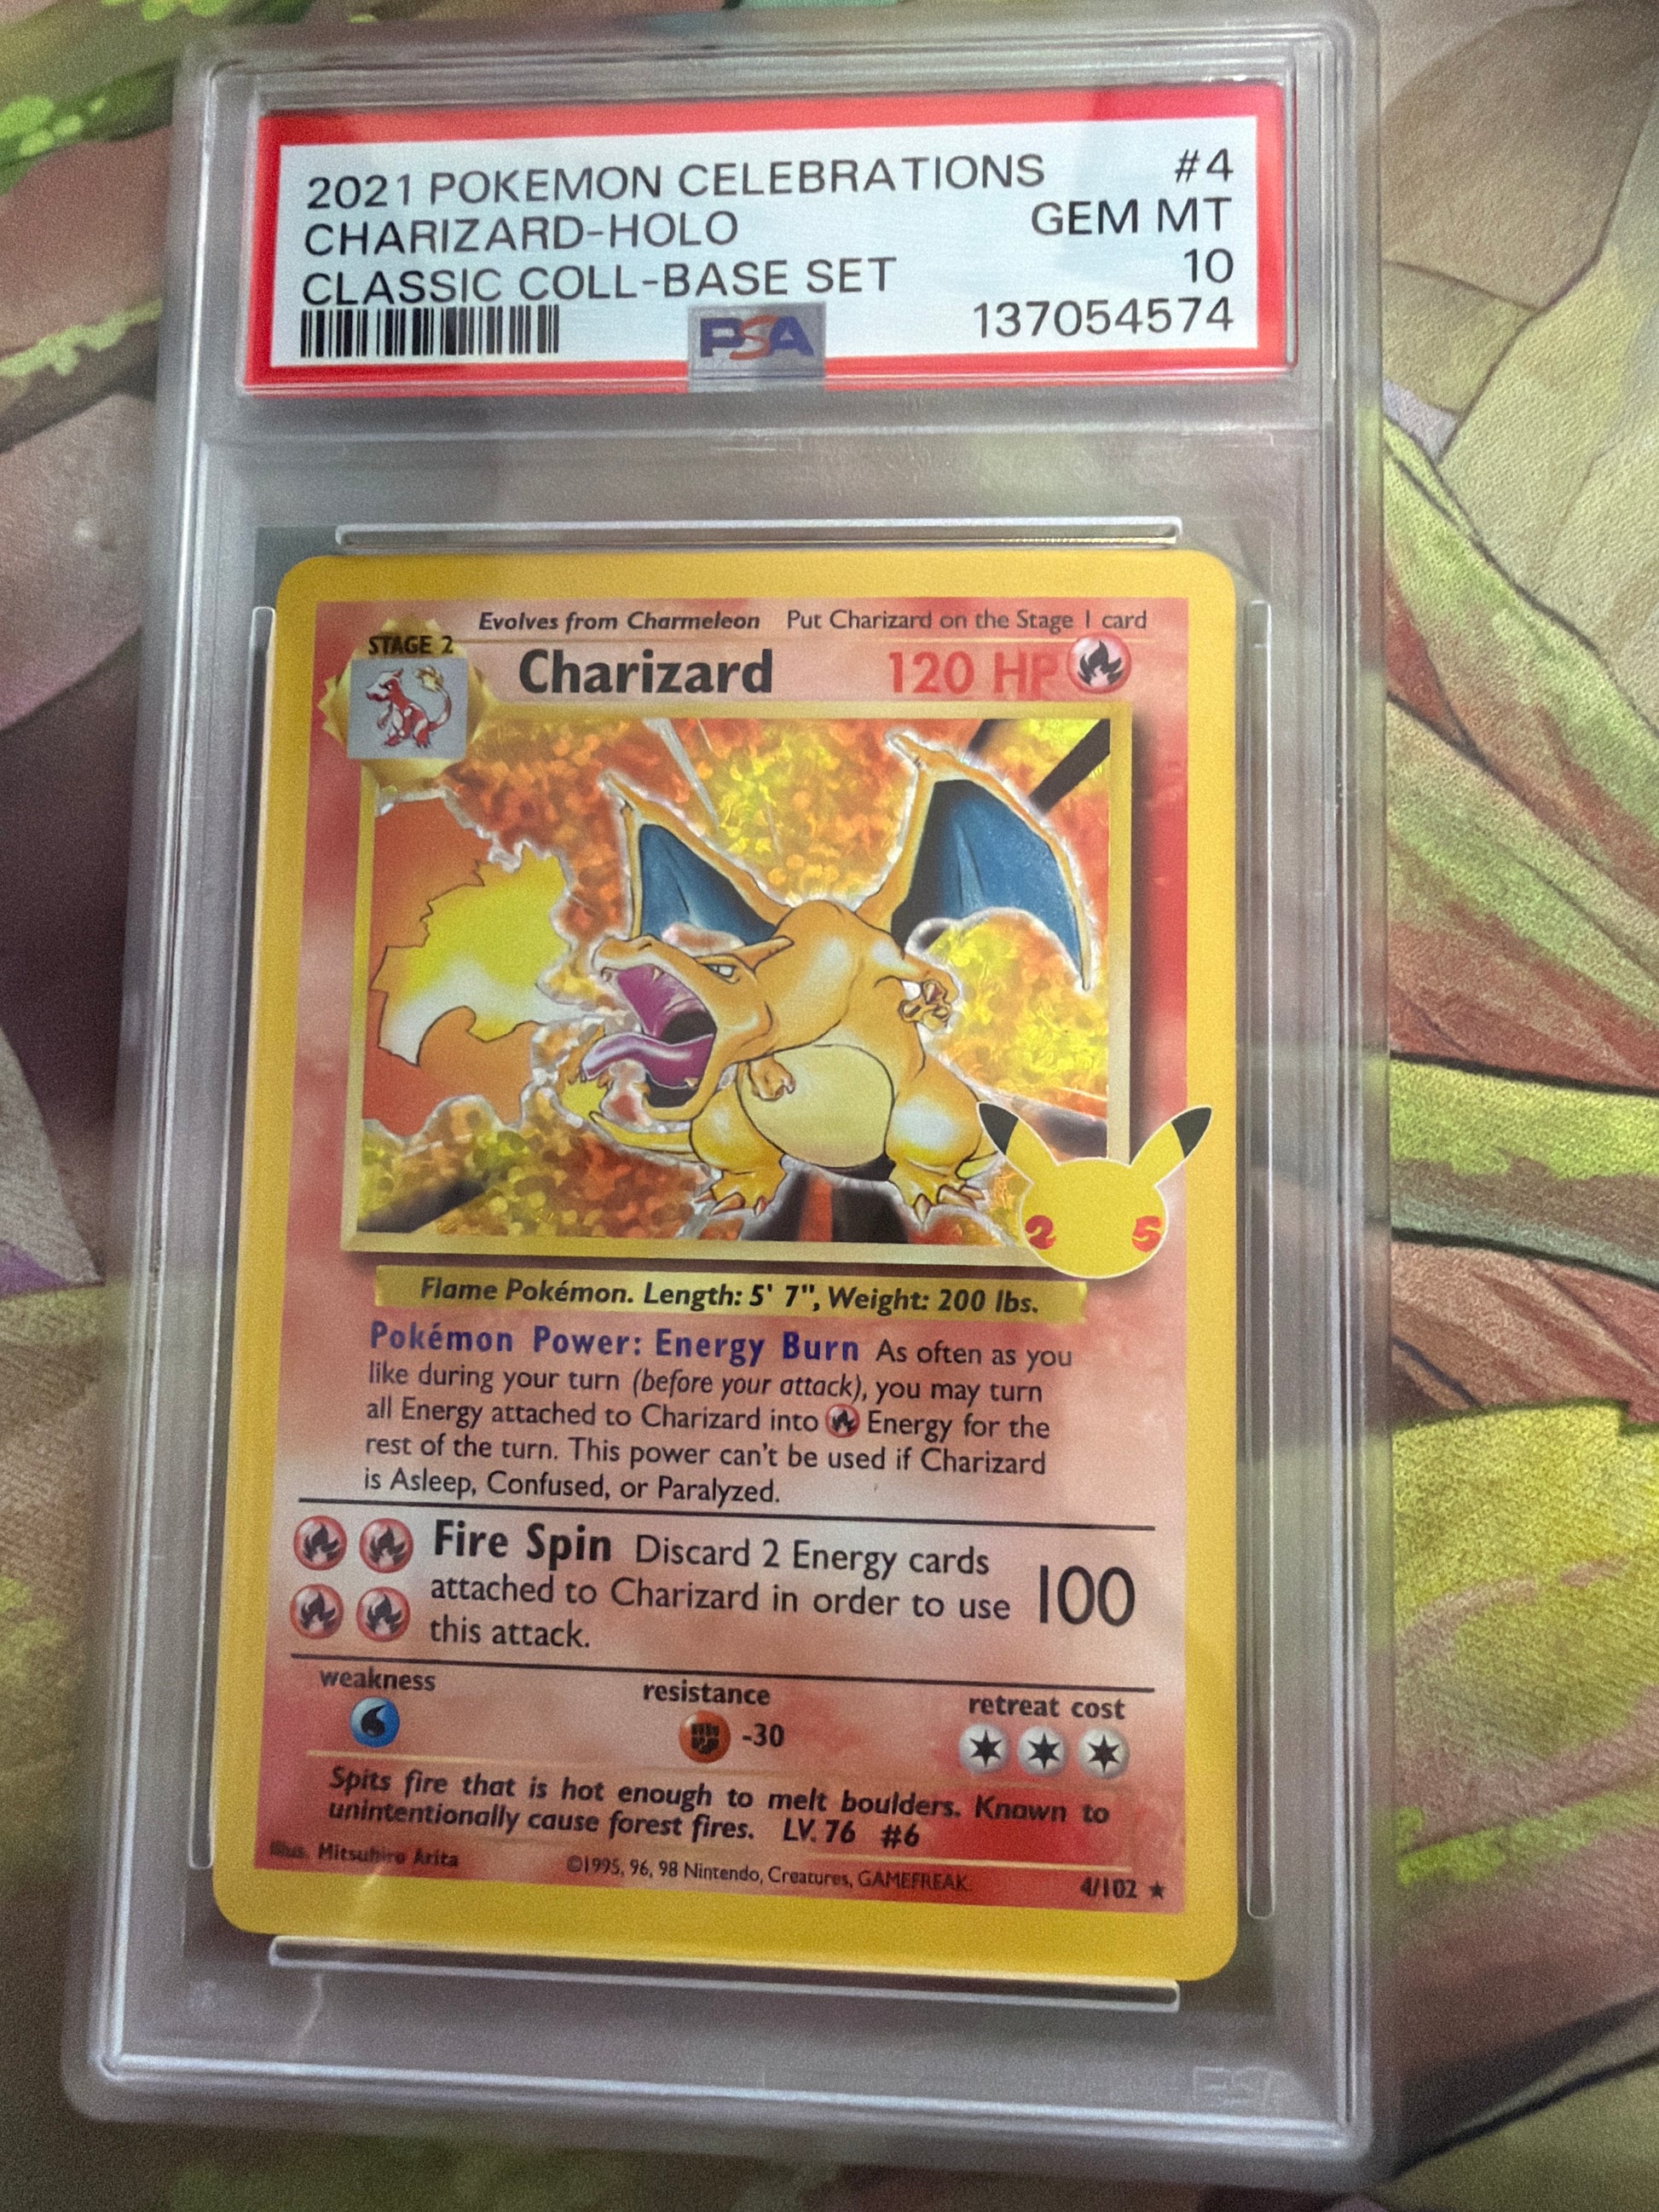 2021 POKEMON CELEBRATIONS #4
CHARIZARD-HOLO GEM MT
CLASSIC COLL-BASE SET 10
PSA 137054574
Evolves from Charmeleon Put Charizard on the Stage 1 card
STAGE 2
Charizard 120 HP
25
Flame Pokémon. Length: 5' 7", Weight: 200 lbs.
Pokémon Power: Energy Burn As often as you
like during your turn (before your attack), you may turn
all Energy attached to Charizard into Energy for the
rest of the turn. This power can't be used if Charizard
is Asleep, Confused, or Paralyzed.
Fire Spin Discard 2 Energy cards
attached to Charizard in order to use
this attack.
100
weakness resistance retreat cost
-30
Spits fire that is hot enough to melt boulders. Known to
unintentionally cause forest fires. LV. 76 #6
Illus. Mitsuhiro Arita ©1995, 96, 98 Nintendo, Creatures, GAMEFREAK. 4/102 ★
PSA